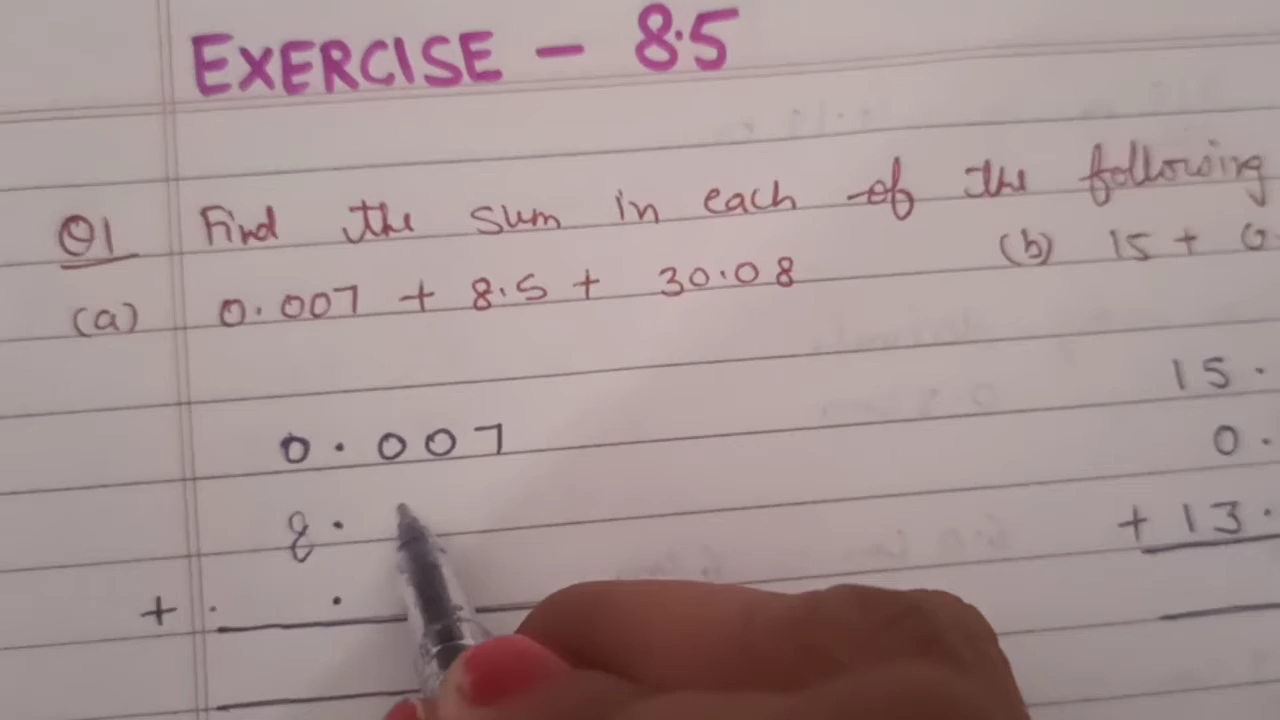 EXERCISE - 8.5
Q1 Find the sum in each of the following
(a) 0.007 + 8.5 + 30.08 (b) 15 + 0.
0.007 15.
8. 0.
+ . + 13.